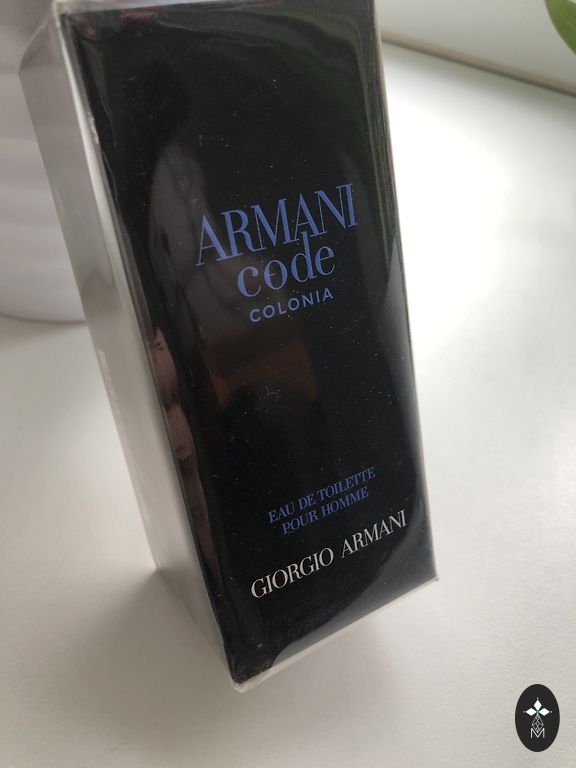 ARMANI
code
COLONIA
EAU DE TOILETTE
POUR HOMME
GIORGIO ARMANI
M